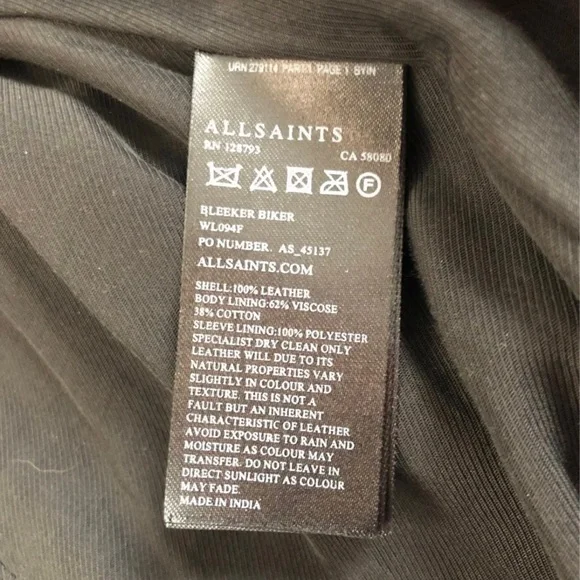 URN 279114 PART1 PAGE 1 SYIN
ALLSAINTS
RN 128793 CA 58080
F
BLEEKER BIKER
WL094F
PO NUMBER. AS_45137
ALLSAINTS.COM
SHELL:100% LEATHER
BODY LINING:62% VISCOSE
38% COTTON
SLEEVE LINING:100% POLYESTER
SPECIALIST DRY CLEAN ONLY
LEATHER WILL DUE TO ITS
NATURAL PROPERTIES VARY
SLIGHTLY IN COLOUR AND
TEXTURE. THIS IS NOT A
FAULT BUT AN INHERENT
CHARACTERISTIC OF LEATHER
AVOID EXPOSURE TO RAIN AND
MOISTURE AS COLOUR MAY
TRANSFER. DO NOT LEAVE IN
DIRECT SUNLIGHT AS COLOUR
MAY FADE.
MADE IN INDIA